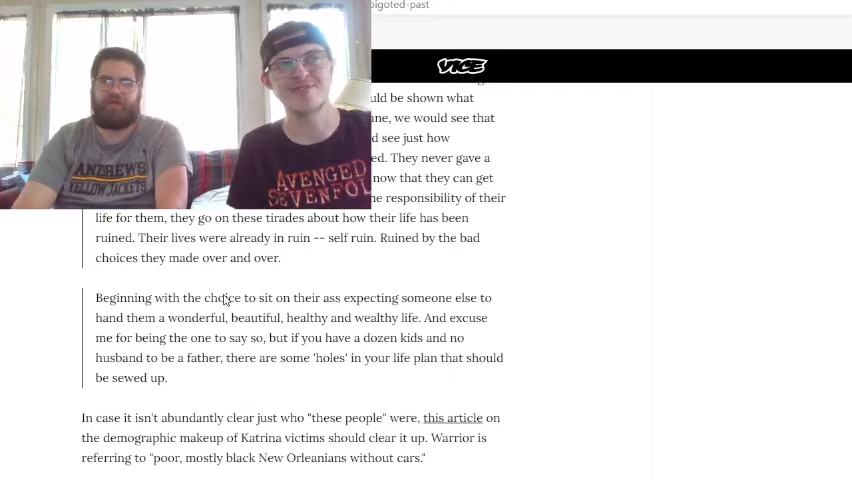 bigoted-past
VICE
be shown what
we would see that
see just how
They never gave a
now that they can get
responsibility of their
life for them, they go on these tirades about how their life has been
ruined. Their lives were already in ruin -- self ruin. Ruined by the bad
choices they made over and over.
Beginning with the choice to sit on their ass expecting someone else to
hand them a wonderful, beautiful, healthy and wealthy life. And excuse
me for being the one to say so, but if you have a dozen kids and no
husband to be a father, there are some 'holes' in your life plan that should
be sewed up.
In case it isn't abundantly clear just who "these people" were, this article on
the demographic makeup of Katrina victims should clear it up. Warrior is
referring to "poor, mostly black New Orleanians without cars."
ANDREWS
YELLOW JACKETS
AVENGED
SEVENFOL